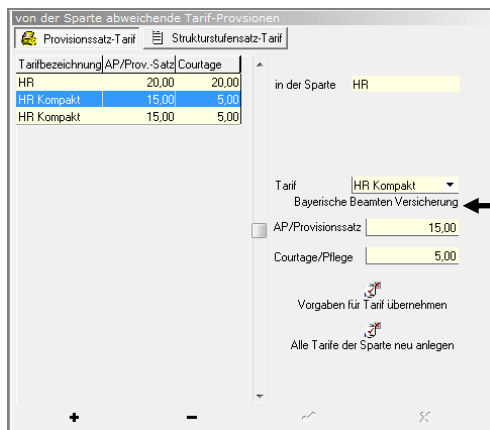 von der Sparte abweichende Tarif-Provsionen
Provisionssatz-Tarif Strukturstufensatz-Tarif
Tarifbezeichnung AP/Prov.-Satz Courtage
HR 20,00 20,00
HR Kompakt 15,00 5,00
HR Kompakt 15,00 5,00
in der Sparte HR
Tarif HR Kompakt
Bayerische Beamten Versicherung
AP/Provisionssatz 15,00
Courtage/Pflege 5,00
Vorgaben für Tarif übernehmen
Alle Tarife der Sparte neu anlegen